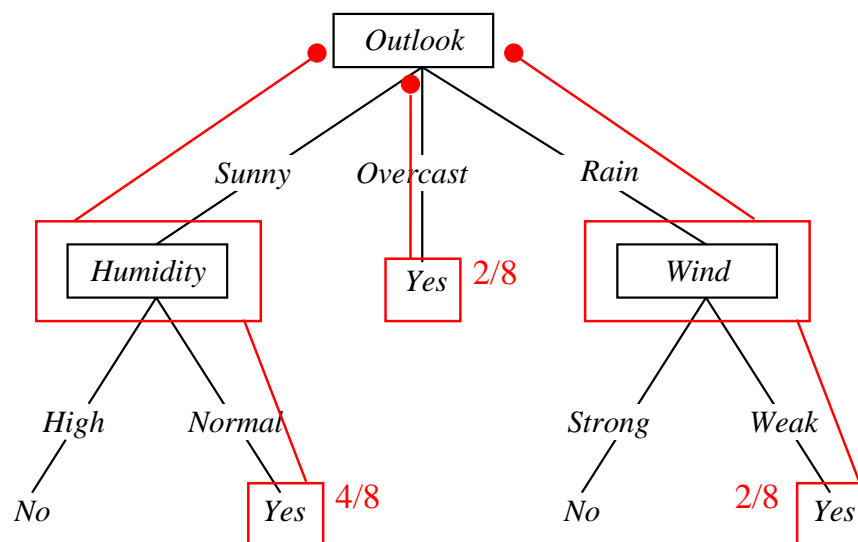 Outlook
Sunny Overcast Rain
Humidity Yes 2/8 Wind
High Normal Strong Weak
No Yes 4/8 No 2/8 Yes